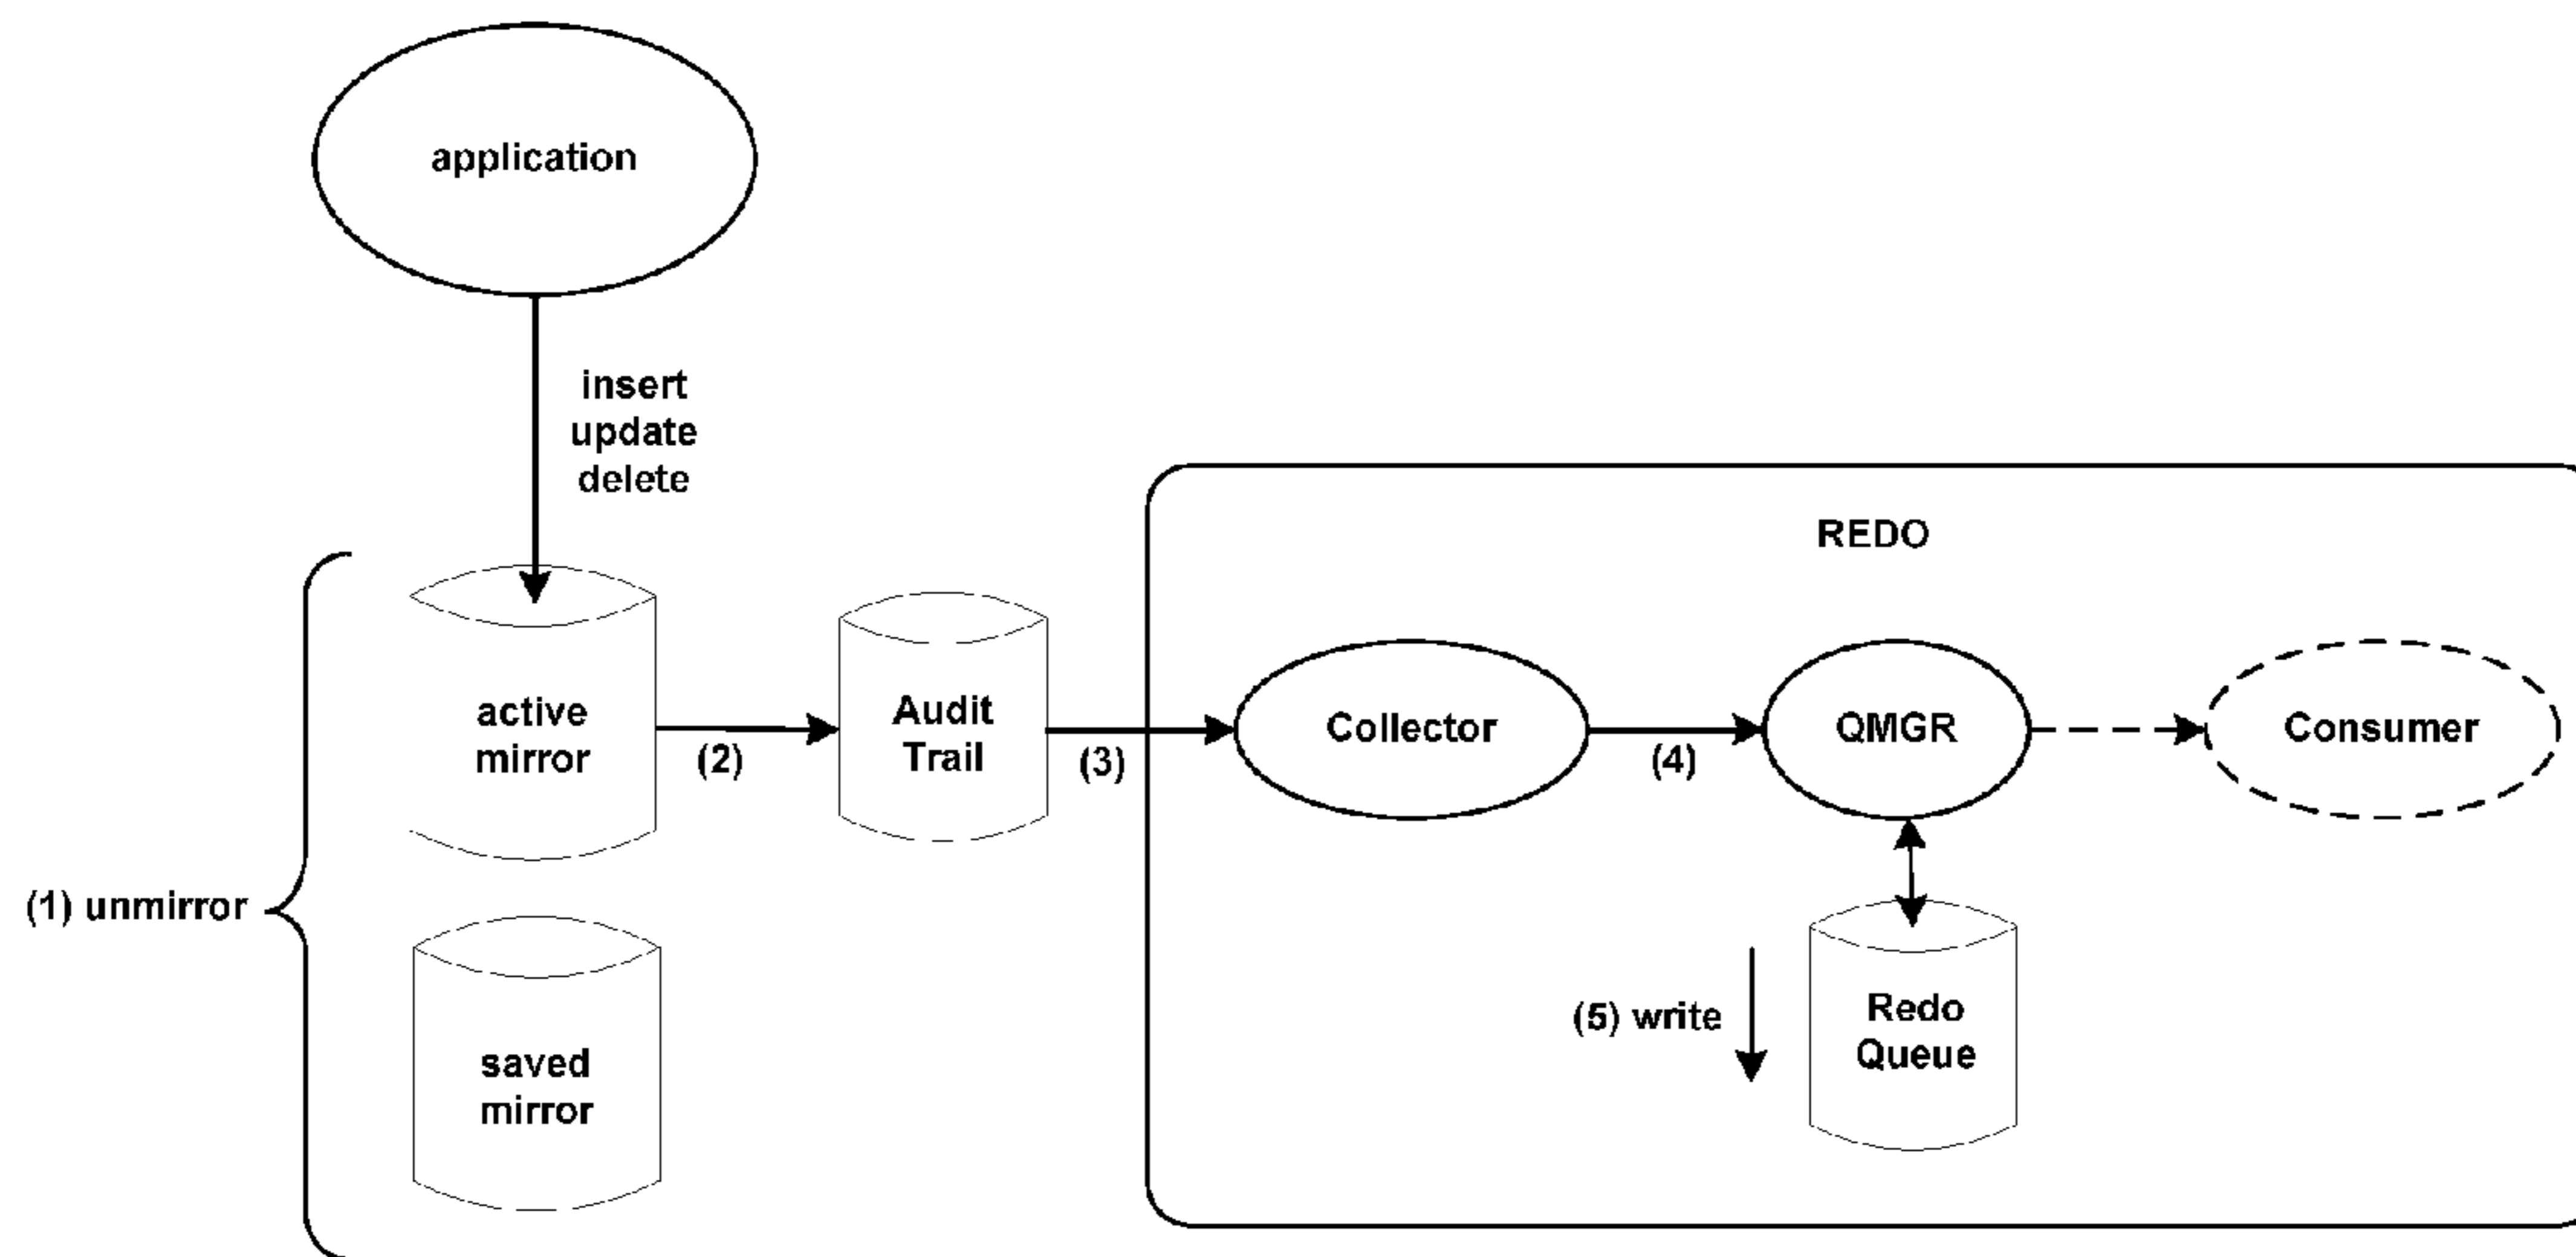 application
insert
update
delete
REDO
active
mirror
(2)
Audit
Trail
(3)
Collector
(4)
QMGR
Consumer
(1) unmirror
saved
mirror
(5) write
Redo
Queue